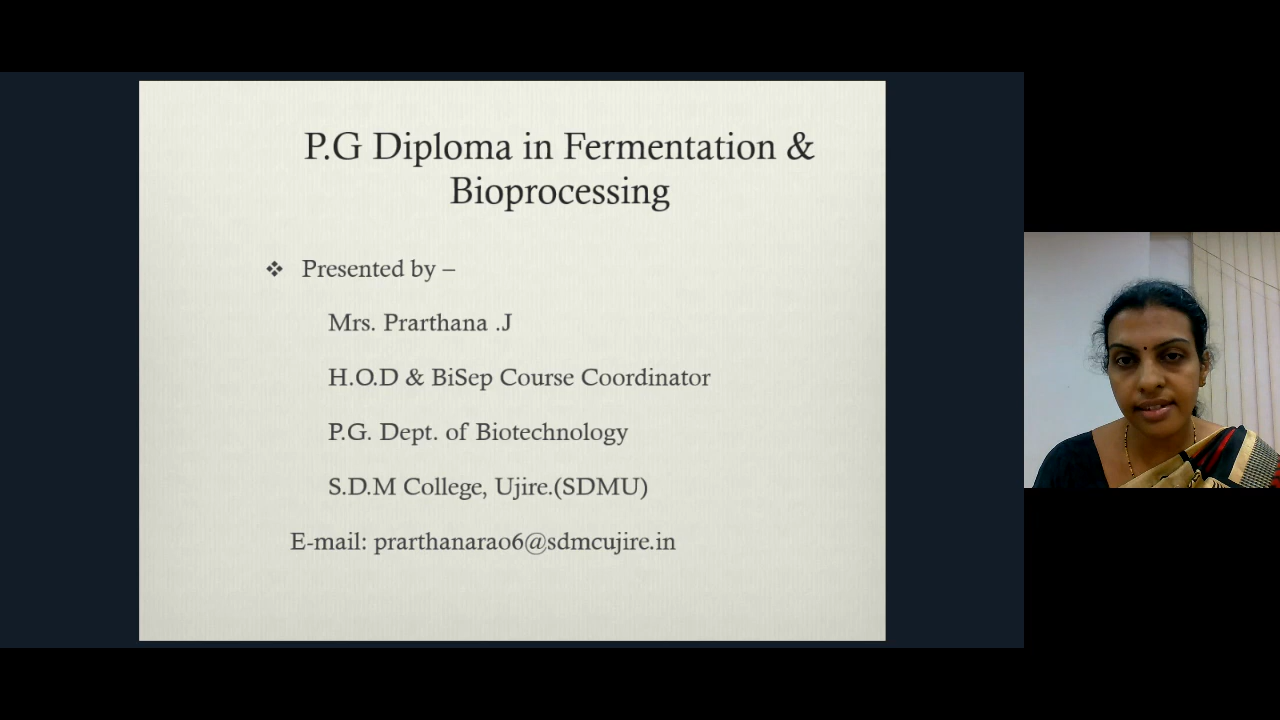 P.G Diploma in Fermentation &
Bioprocessing
❖ Presented by –
Mrs. Prarthana .J
H.O.D & BiSep Course Coordinator
P.G. Dept. of Biotechnology
S.D.M College, Ujire.(SDMU)
E-mail: prarthanarao6@sdmcujire.in